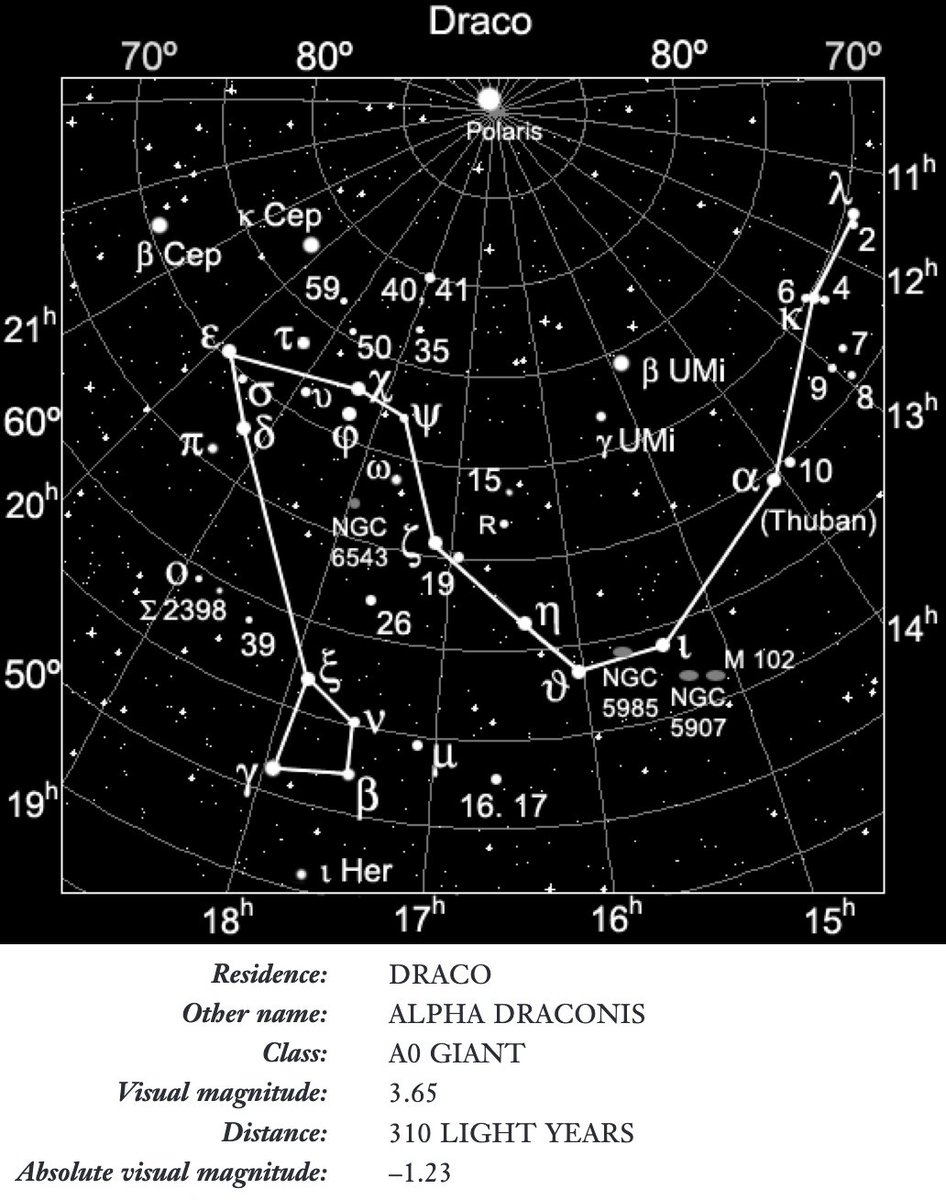 Draco
70º 80º 80º 70º
Polaris
11ʰ
λ
κ Cep
2
β Cep
12ʰ
59 40, 41 6 4
κ
21ʰ
ε τ 50 35 7
β UMi
χ 9 8
σ υ
60º ψ 13ʰ
φ γ UMi
π δ
ω 15 α 10
20ʰ
NGC R (Thuban)
6543 ζ
ο 19
Σ 2398 26 η 14ʰ
39
ξ ι M 102
50º ϑ NGC
5985 NGC
5907
ν
μ
γ
19ʰ β 16. 17
ι Her
18ʰ 17ʰ 16ʰ 15ʰ
Residence: DRACO
Other name: ALPHA DRACONIS
Class: A0 GIANT
Visual magnitude: 3.65
Distance: 310 LIGHT YEARS
Absolute visual magnitude: –1.23